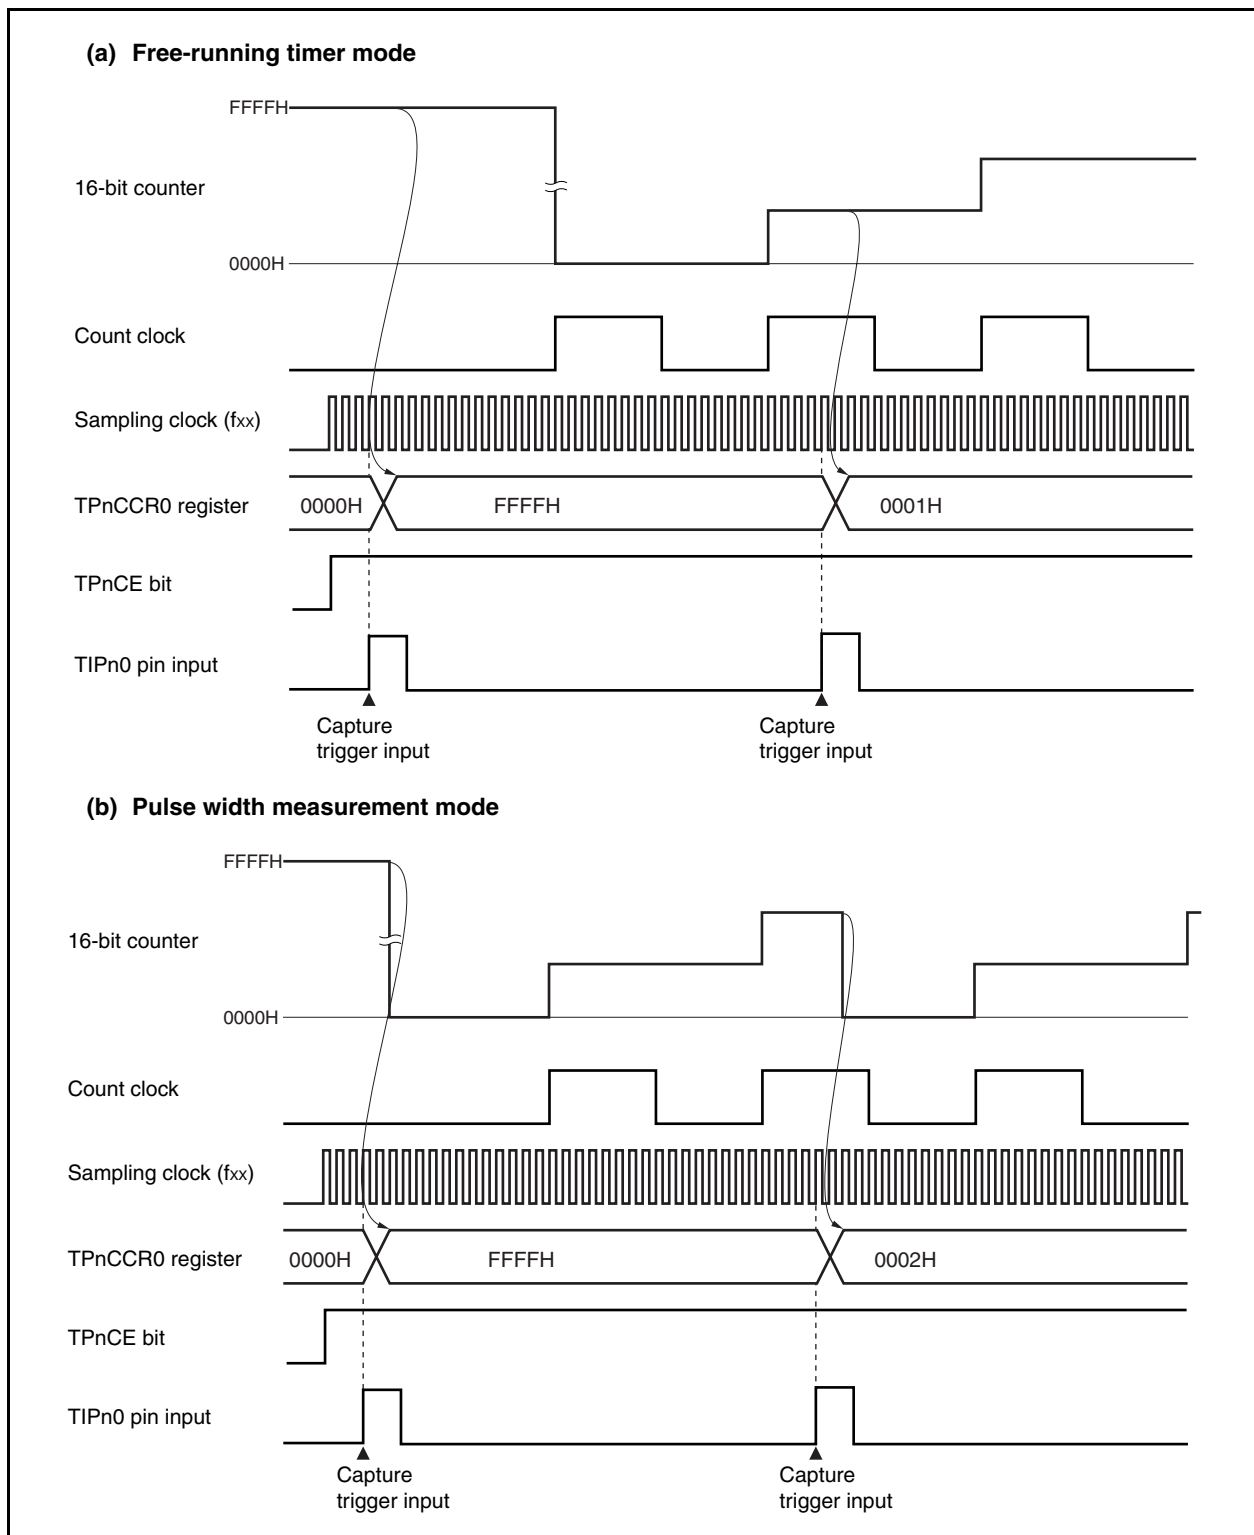 (a) Free-running timer mode
FFFFH
16-bit counter
0000H
Count clock
Sampling clock (fxx)
TPnCCR0 register
0000H
FFFFH
0001H
TPnCE bit
TIPn0 pin input
Capture
trigger input
Capture
trigger input
(b) Pulse width measurement mode
FFFFH
16-bit counter
0000H
Count clock
Sampling clock (fxx)
TPnCCR0 register
0000H
FFFFH
0002H
TPnCE bit
TIPn0 pin input
Capture
trigger input
Capture
trigger input